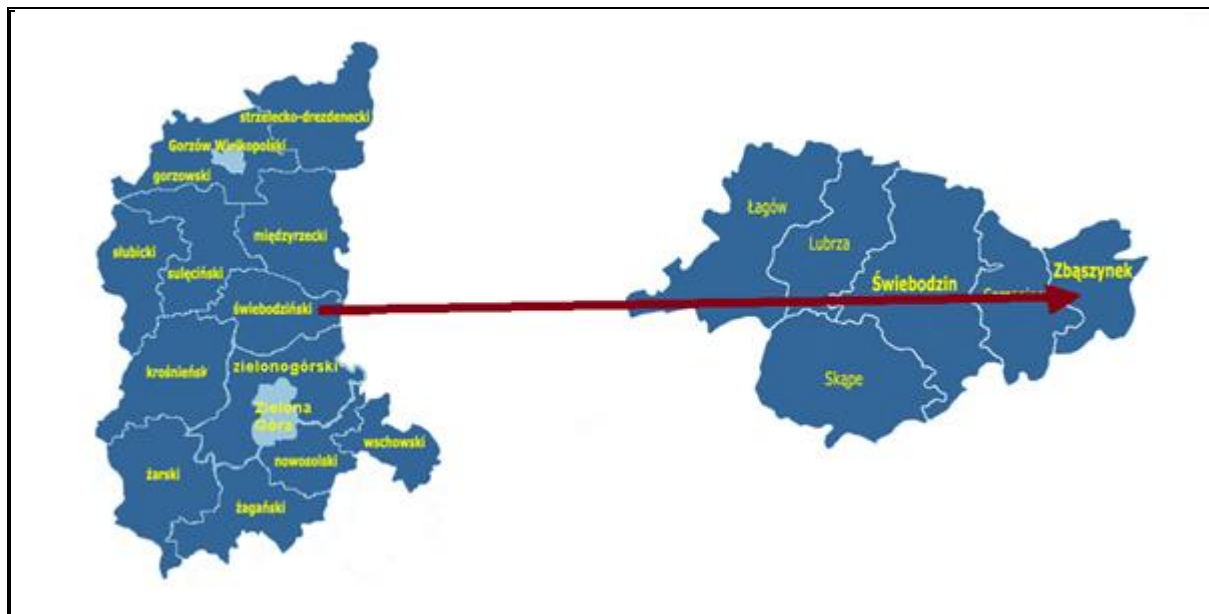 strzelecko-drezdenecki
Gorzów Wielkopolski
gorzowski
międzyrzecki
słubicki
sulęciński
świebodziński
zielonogórski
krośnieńsk
Zielona
Góra
wschowski
nowosolski
żarski
żagański
Łagów
Lubrza
Świebodzin
Zbąszynek
Skąpe